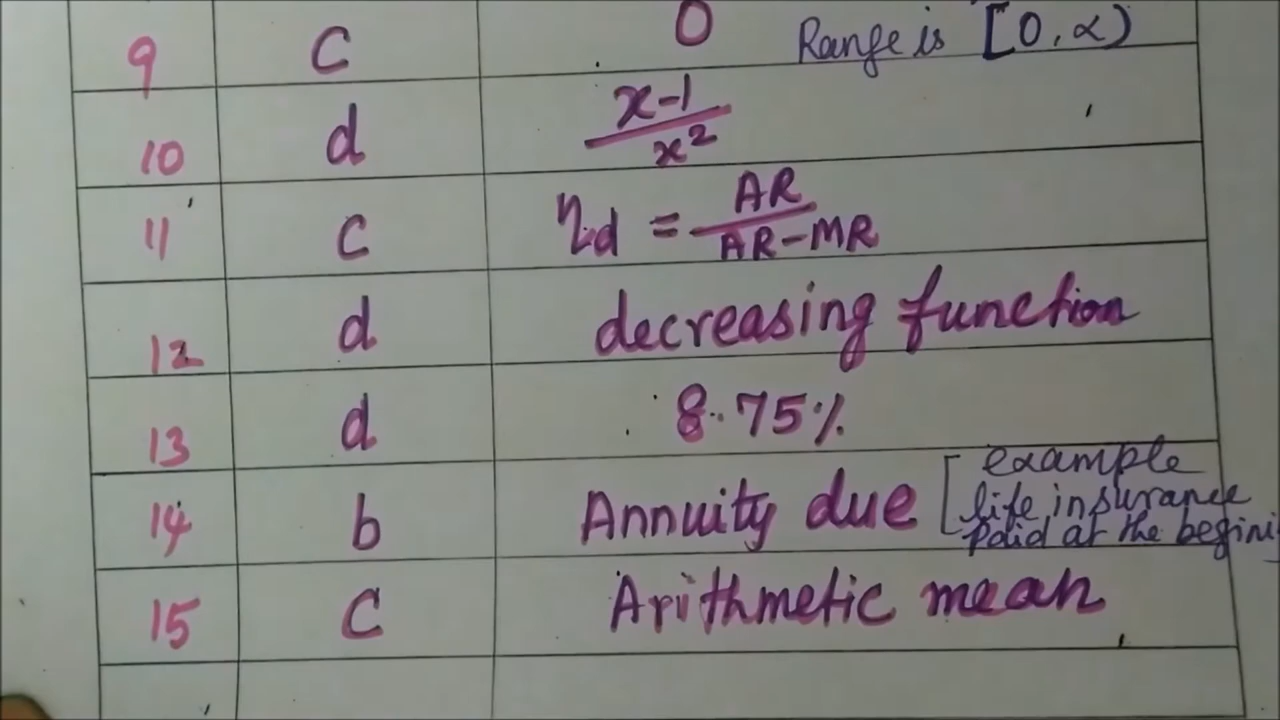 9 C 0 Range is [0, ∝)
10 d x-1/x²
11 C ηd = AR/AR-MR
12 d decreasing function
13 d 8.75%
14 b Annuity due [ example
life insurance
Paid at the begini
15 C Arithmetic mean